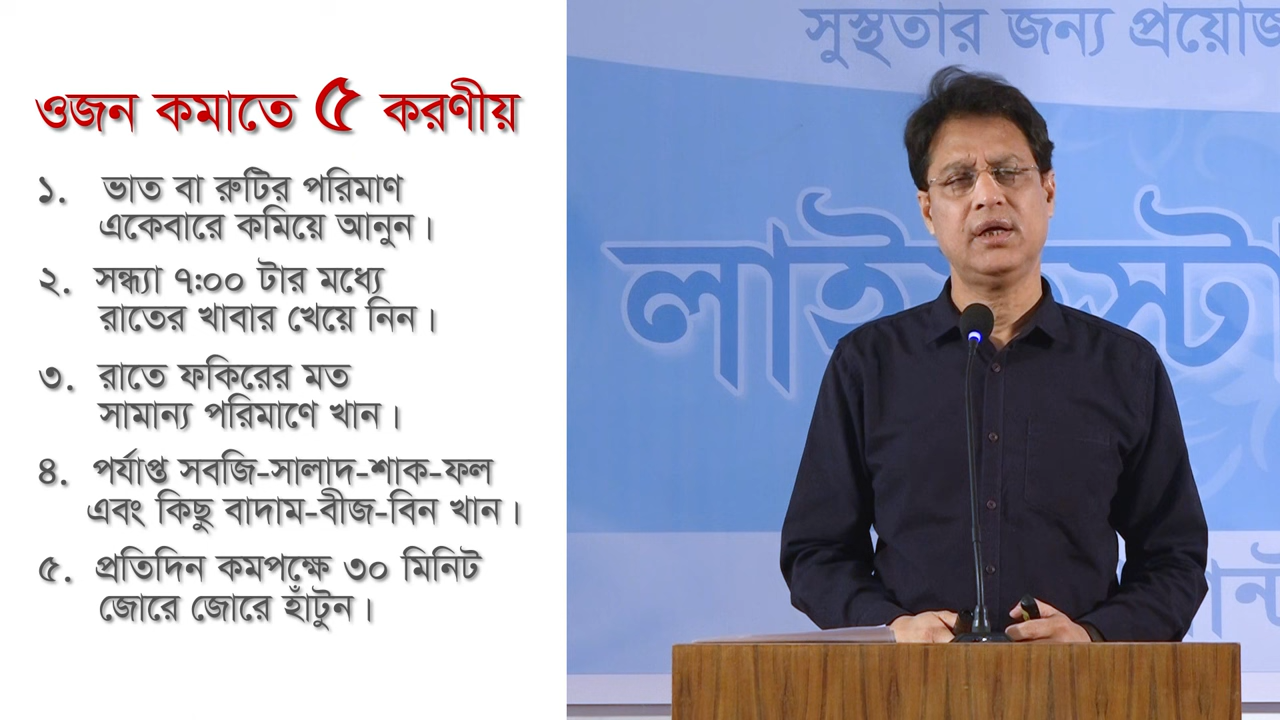 ওজন কমাতে ৫ করণীয়
১. ভাত বা রুটির পরিমাণ
একেবারে কমিয়ে আনুন।
২. সন্ধ্যা ৭:০০ টার মধ্যে
রাতের খাবার খেয়ে নিন।
৩. রাতে ফকিরের মত
সামান্য পরিমাণে খান।
৪. পর্যাপ্ত সবজি-সালাদ-শাক-ফল
এবং কিছু বাদাম-বীজ-বিন খান।
৫. প্রতিদিন কমপক্ষে ৩০ মিনিট
জোরে জোরে হাঁটুন।
সুস্থতার জন্য